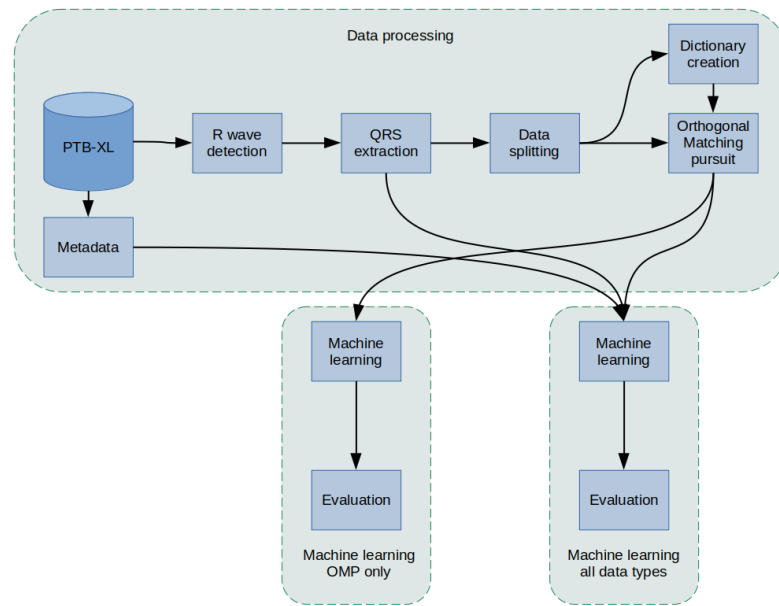 Data processing
Dictionary
creation
PTB-XL
R wave
detection
QRS
extraction
Data
splitting
Orthogonal
Matching
pursuit
Metadata
Machine
learning
Machine
learning
Evaluation
Evaluation
Machine learning
OMP only
Machine learning
all data types